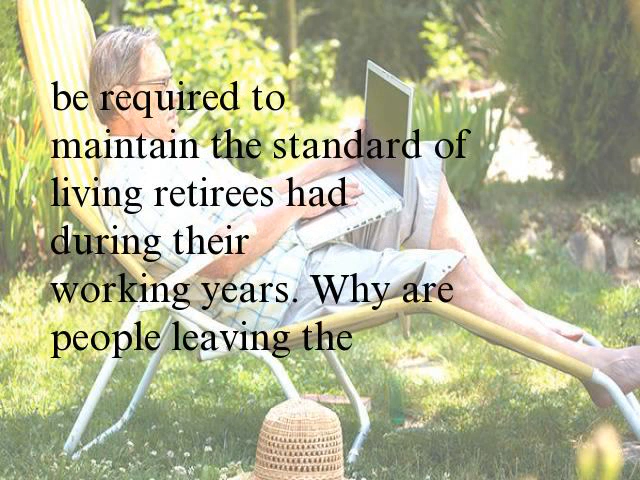 be required to
maintain the standard of
living retirees had
during their
working years. Why are
people leaving the